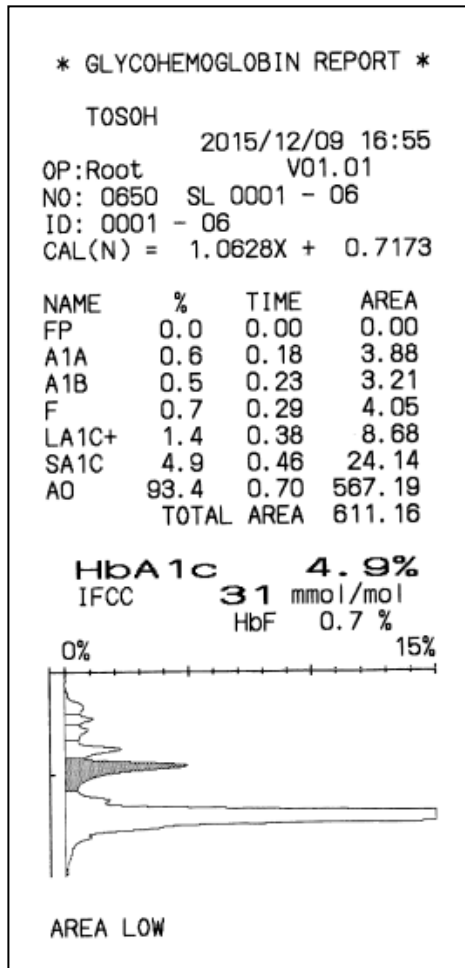 * GLYCOHEMOGLOBIN REPORT *
TOSOH
2015/12/09 16:55
OP:Root V01.01
NO: 0650 SL 0001 - 06
ID: 0001 - 06
CAL(N) = 1.0628X + 0.7173
NAME % TIME AREA
FP 0.0 0.00 0.00
A1A 0.6 0.18 3.88
A1B 0.5 0.23 3.21
F 0.7 0.29 4.05
LA1C+ 1.4 0.38 8.68
SA1C 4.9 0.46 24.14
A0 93.4 0.70 567.19
TOTAL AREA 611.16
HbA1c 4.9%
IFCC 31 mmol/mol
HbF 0.7 %
0% 15%
AREA LOW